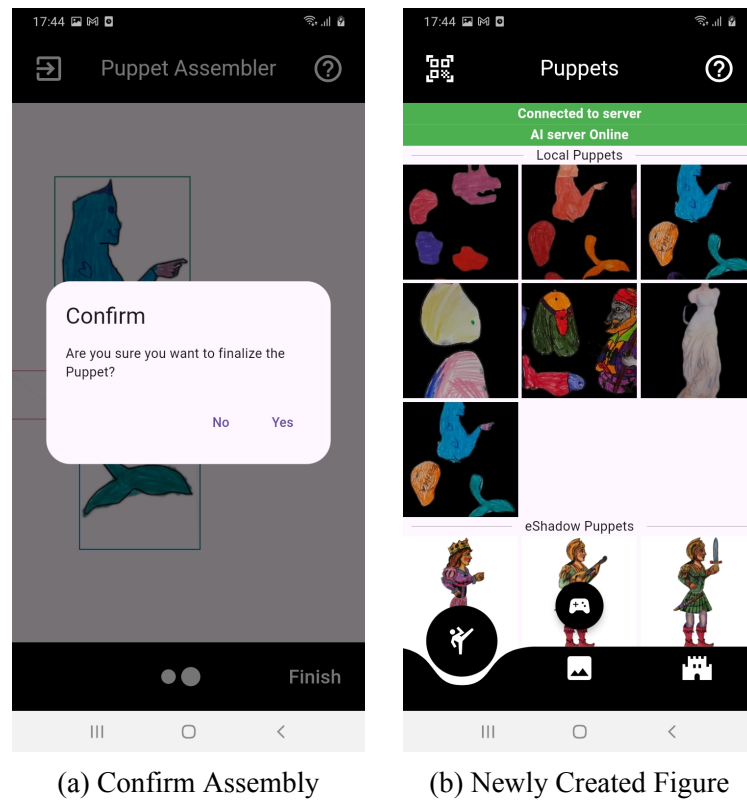 17:44
Puppet Assembler
Confirm
Are you sure you want to finalize the
Puppet?
No Yes
Finish
(a) Confirm Assembly
17:44
Puppets
Connected to server
AI server Online
Local Puppets
eShadow Puppets
(b) Newly Created Figure